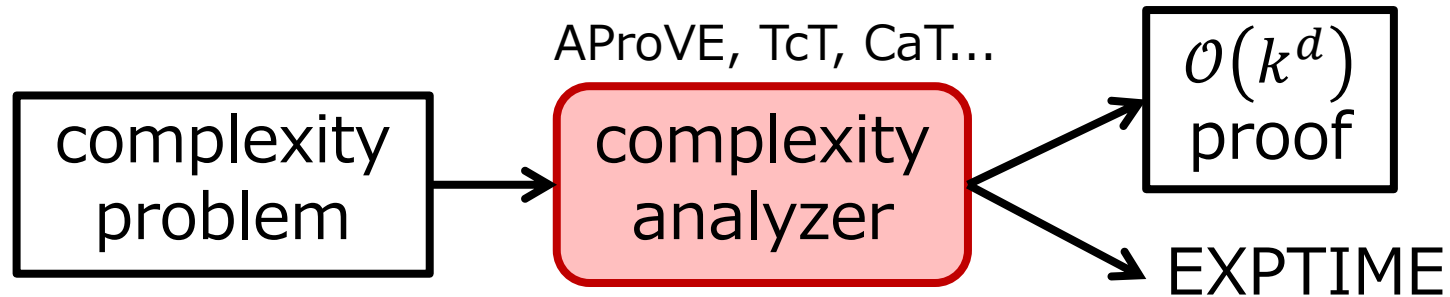 AProVE, TcT, CaT...
complexity
problem
complexity
analyzer
𝒪(k^d)
proof
EXPTIME